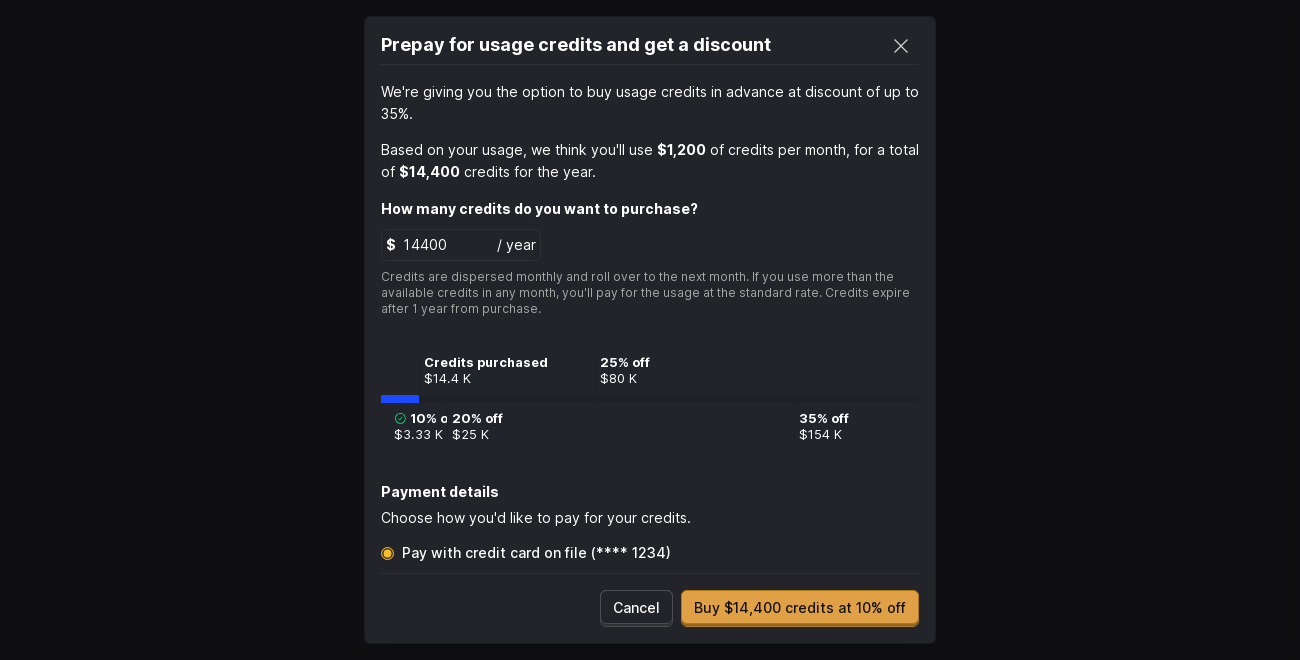 Prepay for usage credits and get a discount
We're giving you the option to buy usage credits in advance at discount of up to
35%.
Based on your usage, we think you'll use $1,200 of credits per month, for a total
of $14,400 credits for the year.
How many credits do you want to purchase?
$ 14400 / year
Credits are dispersed monthly and roll over to the next month. If you use more than the
available credits in any month, you'll pay for the usage at the standard rate. Credits expire
after 1 year from purchase.
Credits purchased
$14.4 K
25% off
$80 K
10% o
$3.33 K
20% off
$25 K
35% off
$154 K
Payment details
Choose how you'd like to pay for your credits.
Pay with credit card on file (**** 1234)
Cancel
Buy $14,400 credits at 10% off